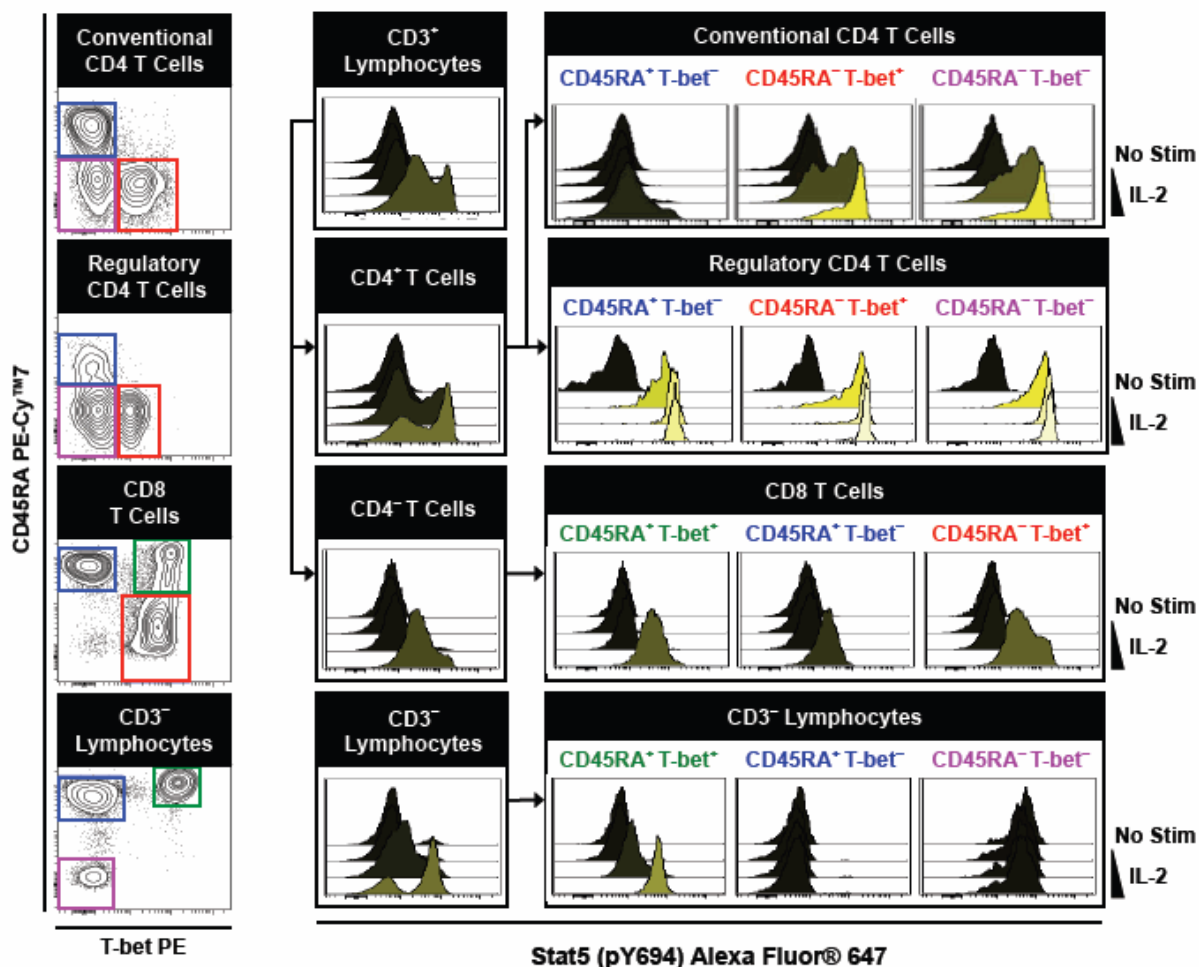 Conventional
CD4 T Cells
CD3⁺
Lymphocytes
Conventional CD4 T Cells
CD45RA⁺ T-bet⁻
CD45RA⁻ T-bet⁺
CD45RA⁻ T-bet⁻
No Stim
IL-2
Regulatory
CD4 T Cells
CD4⁺ T Cells
Regulatory CD4 T Cells
CD45RA⁺ T-bet⁻
CD45RA⁻ T-bet⁺
CD45RA⁻ T-bet⁻
No Stim
IL-2
CD45RA PE-Cy™7
CD8
T Cells
CD4⁻ T Cells
CD8 T Cells
CD45RA⁺ T-bet⁺
CD45RA⁺ T-bet⁻
CD45RA⁻ T-bet⁺
No Stim
IL-2
CD3⁻
Lymphocytes
CD3⁻
Lymphocytes
CD3⁻ Lymphocytes
CD45RA⁺ T-bet⁺
CD45RA⁺ T-bet⁻
CD45RA⁻ T-bet⁻
No Stim
IL-2
T-bet PE
Stat5 (pY694) Alexa Fluor® 647